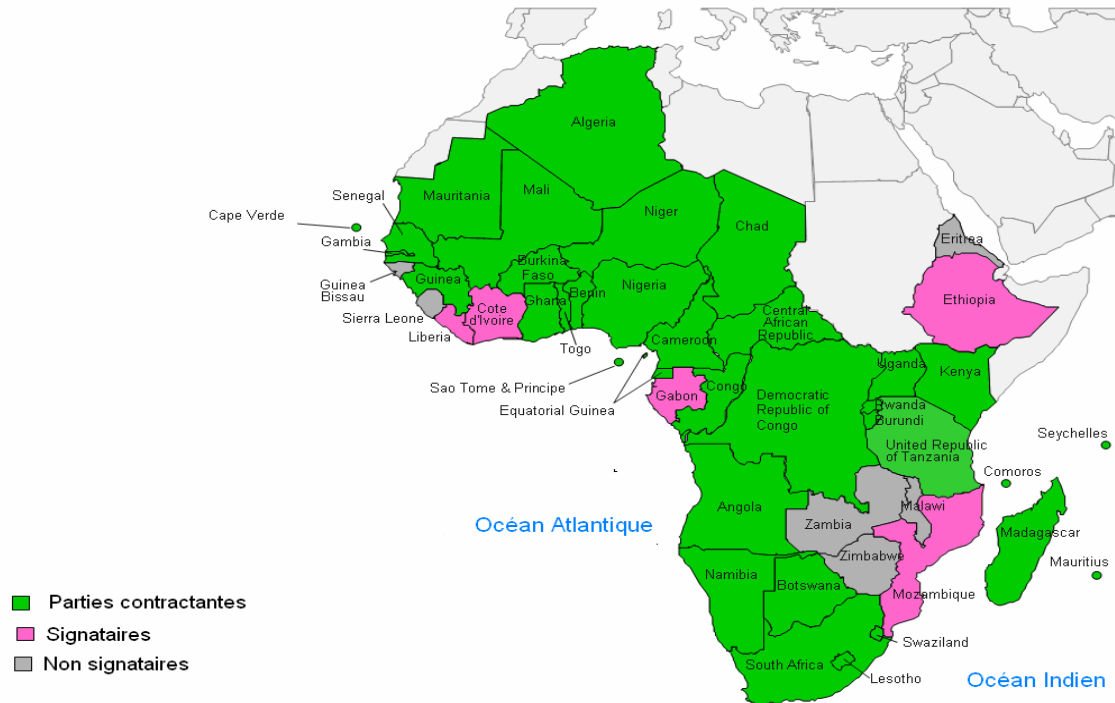 Algeria
Senegal
Mauritania
Mali
Niger
Chad
Cape Verde
Gambia
Eritrea
Guinea
Bissau
Guinea
Burkina
Faso
Benin
Nigeria
Ghana
Ethiopia
Sierra Leone
Cote
d'Ivoire
Liberia
Togo
Central
African
Republic
Cameroon
Uganda
Kenya
Sao Tome & Principe
Equatorial Guinea
Gabon
Congo
Democratic
Republic of
Congo
Rwanda
Burundi
United Republic
of Tanzania
Seychelles
Comoros
Angola
Malawi
Zambia
Océan Atlantique
Madagascar
Zimbabwe
Mauritius
Namibia
Botswana
Mozambique
Parties contractantes
Signataires
Non signataires
Swaziland
South Africa
Lesotho
Océan Indien